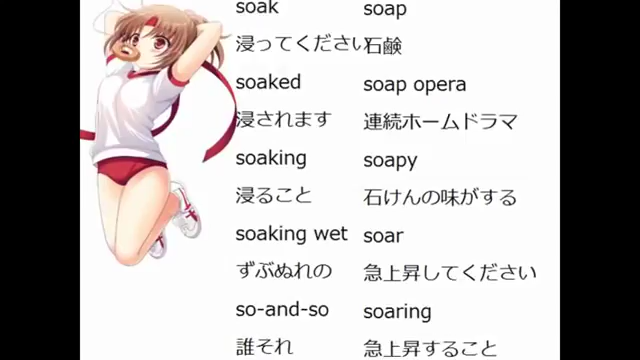 soak
浸ってください
soaked
浸されます
soaking
浸ること
soaking wet
ずぶぬれの
so-and-so
誰それ
soap
石鹸
soap opera
連続ホームドラマ
soapy
石けんの味がする
soar
急上昇してください
soaring
急上昇すること